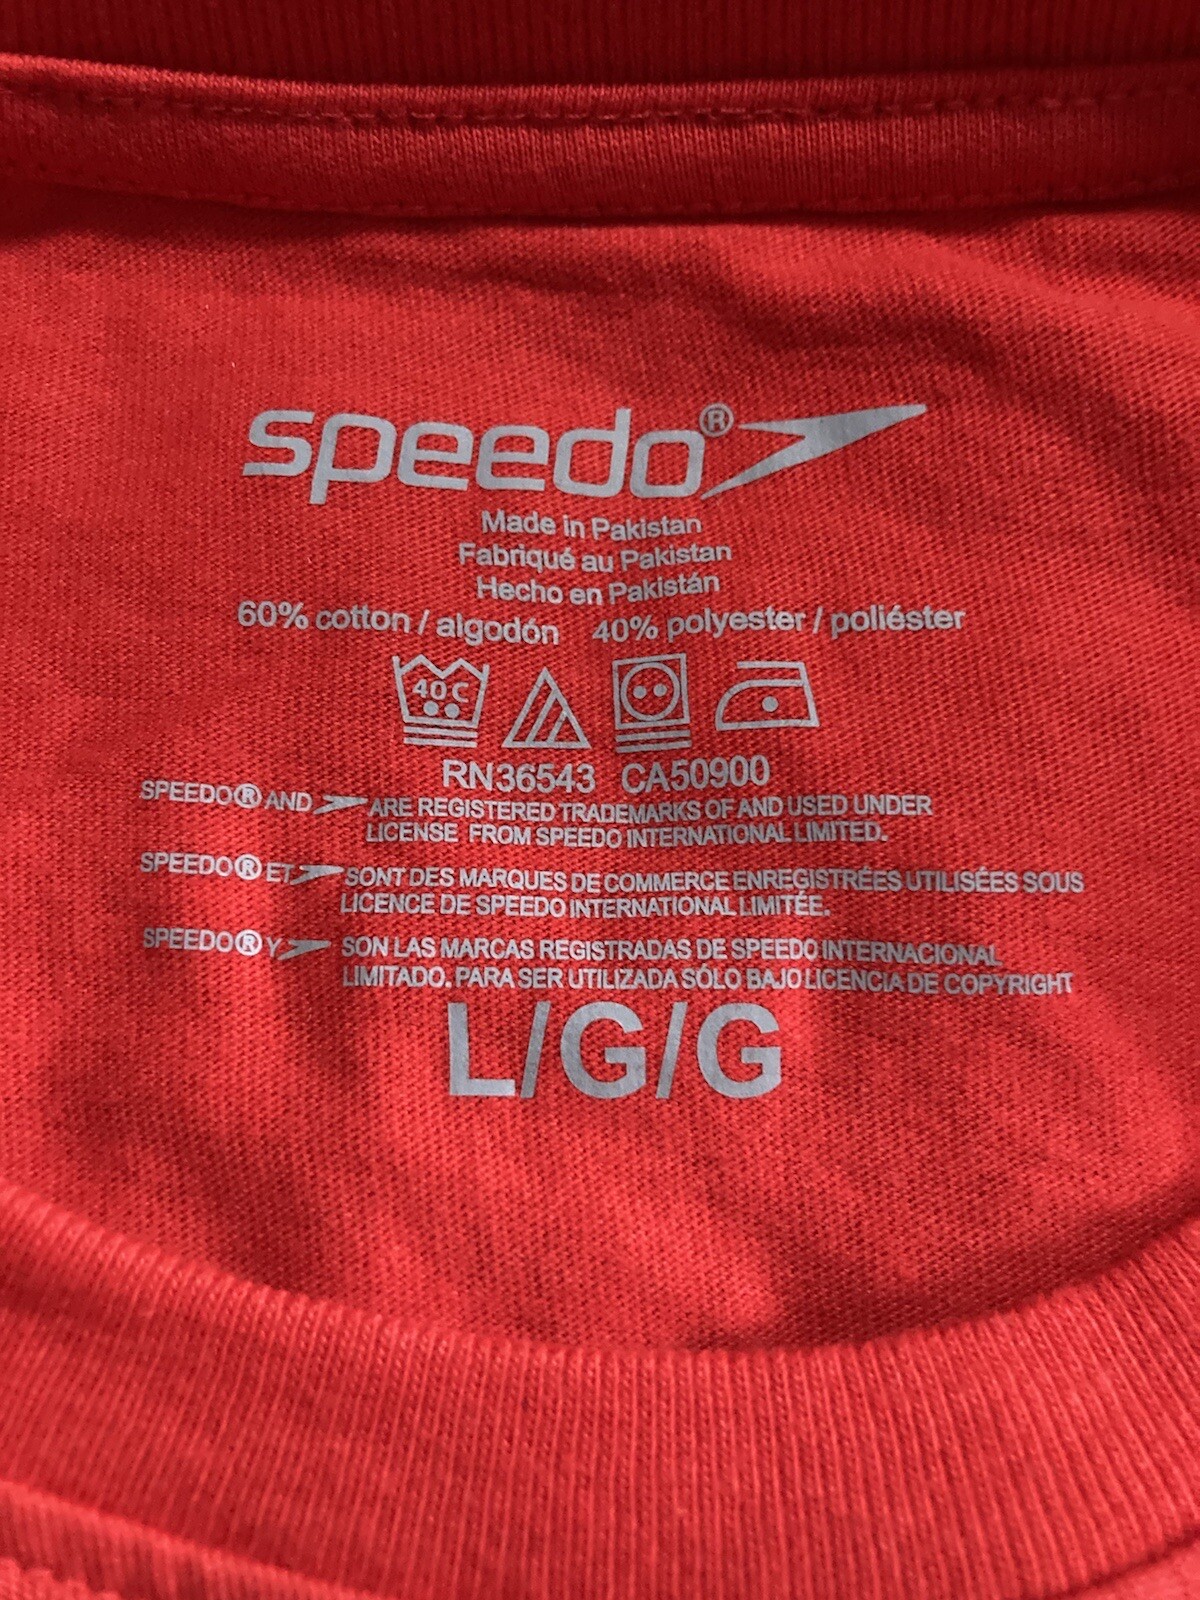 speedo®
Made in Pakistan
Fabriqué au Pakistan
Hecho en Pakistán
60% cotton / algodón 40% polyester / poliéster
40 C
RN36543 CA50900
SPEEDO® AND ARE REGISTERED TRADEMARKS OF AND USED UNDER
LICENSE FROM SPEEDO INTERNATIONAL LIMITED.
SPEEDO® ET SONT DES MARQUES DE COMMERCE ENREGISTRÉES UTILISÉES SOUS
LICENCE DE SPEEDO INTERNATIONAL LIMITÉE.
SPEEDO® Y SON LAS MARCAS REGISTRADAS DE SPEEDO INTERNACIONAL
LIMITADO. PARA SER UTILIZADA SÓLO BAJO LICENCIA DE COPYRIGHT
L/G/G